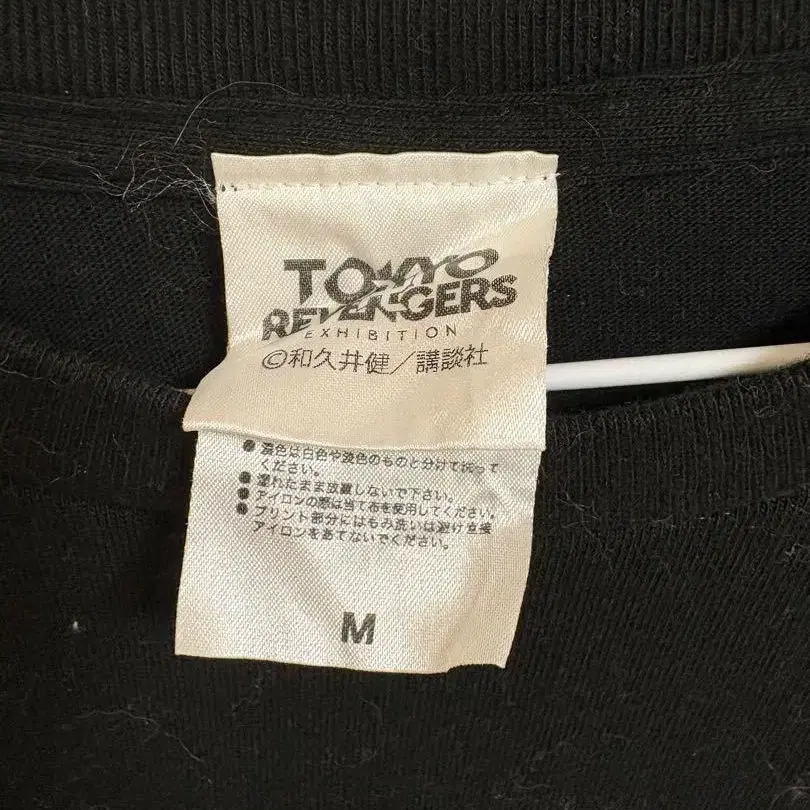 TOKYO
REVENGERS
EXHIBITION
©和久井健／講談社
● 濃色は白色や淡色のものと分けて洗って
ください。
● 濡れたまま放置しないで下さい。
● アイロンの際は当て布を使用してください。
● プリント部分にはもみ洗いは避け直接
アイロンをあてないでください。
M